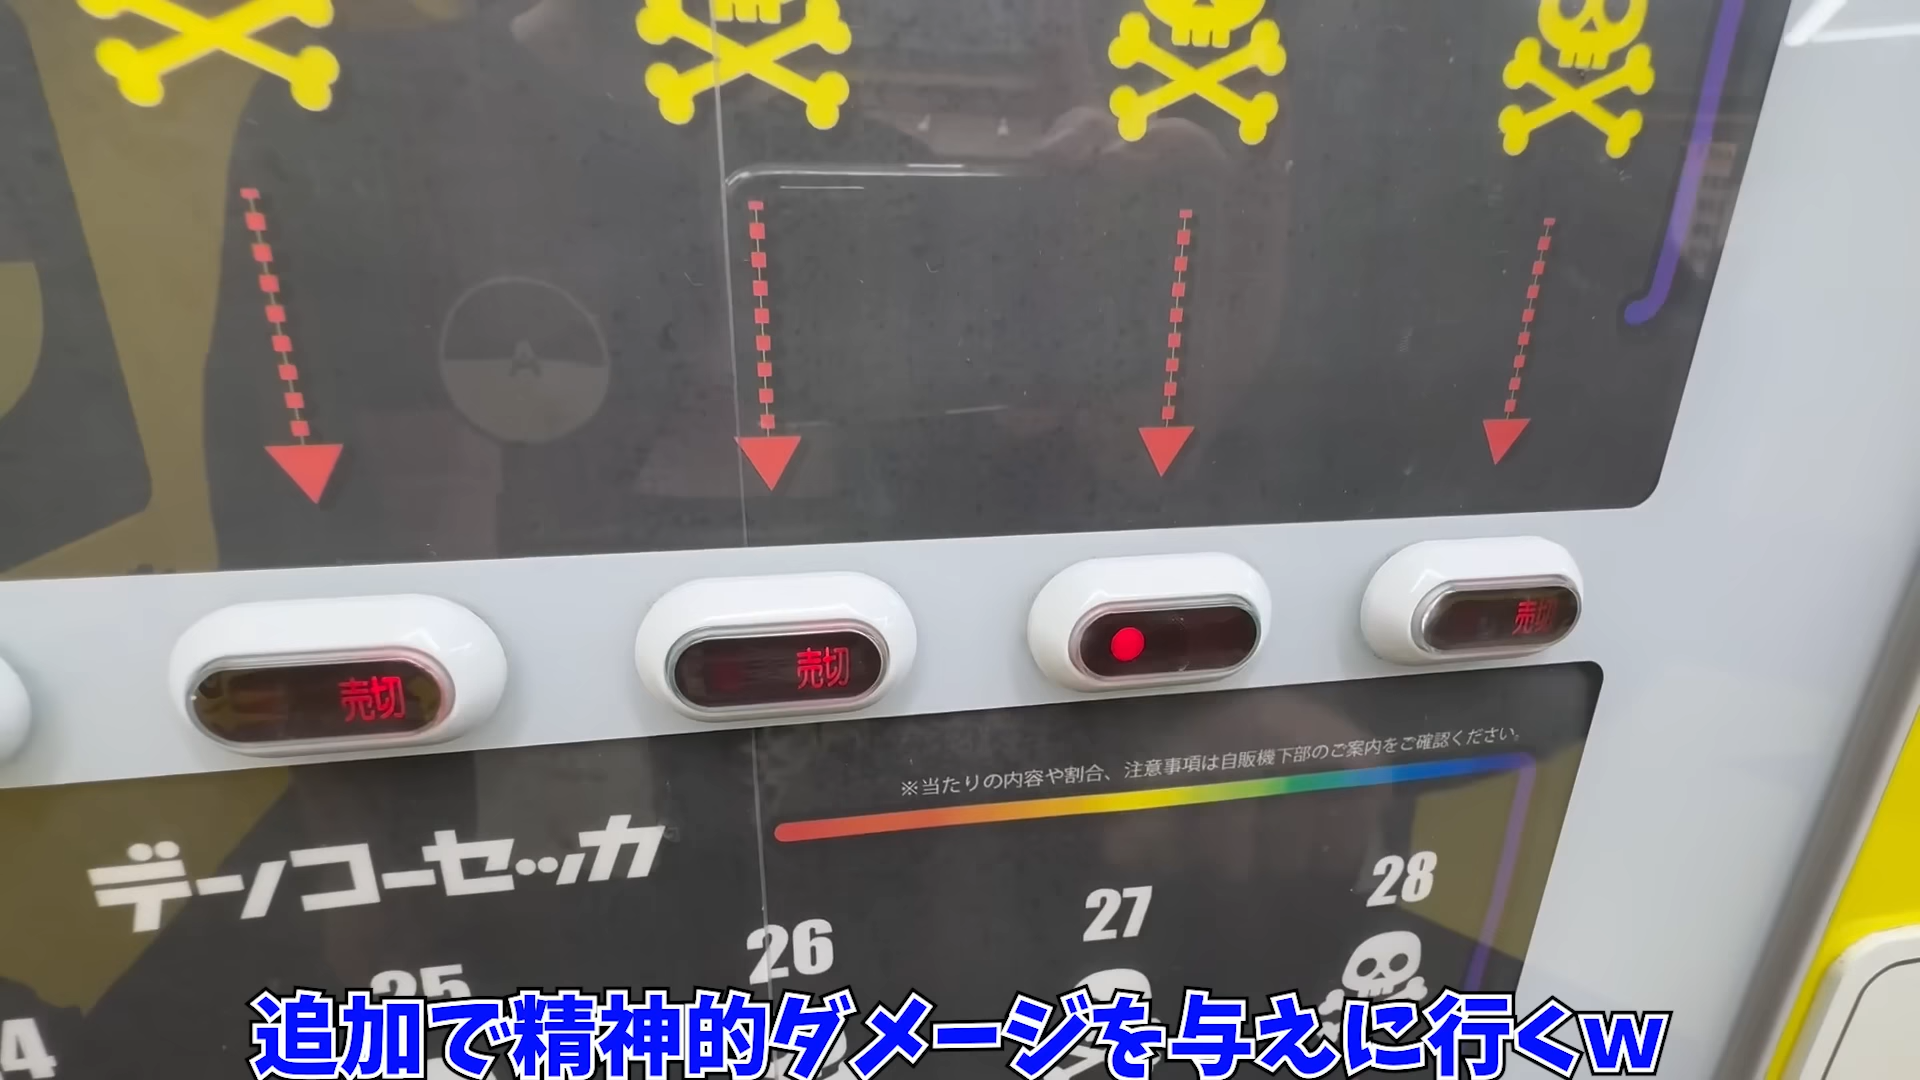 A
売切
売切
売切
※当たりの内容や割合、注意事項は自販機下部のご案内をご確認ください。
デンコーセッカ
25
26
27
28
追加で精神的ダメージを与えに行くw